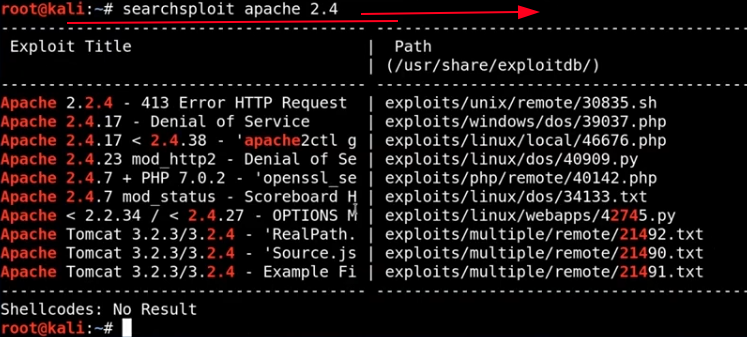 root@kali:~# searchsploit apache 2.4
Exploit Title | Path
| (/usr/share/exploitdb/)
Apache 2.2.4 - 413 Error HTTP Request | exploits/unix/remote/30835.sh
Apache 2.4.17 - Denial of Service | exploits/windows/dos/39037.php
Apache 2.4.17 < 2.4.38 - 'apache2ctl g | exploits/linux/local/46676.php
Apache 2.4.23 mod_http2 - Denial of Se | exploits/linux/dos/40909.py
Apache 2.4.7 + PHP 7.0.2 - 'openssl_se | exploits/php/remote/40142.php
Apache 2.4.7 mod_status - Scoreboard H | exploits/linux/dos/34133.txt
Apache < 2.2.34 / < 2.4.27 - OPTIONS M | exploits/linux/webapps/42745.py
Apache Tomcat 3.2.3/3.2.4 - 'RealPath. | exploits/multiple/remote/21492.txt
Apache Tomcat 3.2.3/3.2.4 - 'Source.js | exploits/multiple/remote/21490.txt
Apache Tomcat 3.2.3/3.2.4 - Example Fi | exploits/multiple/remote/21491.txt
Shellcodes: No Result
root@kali:~#